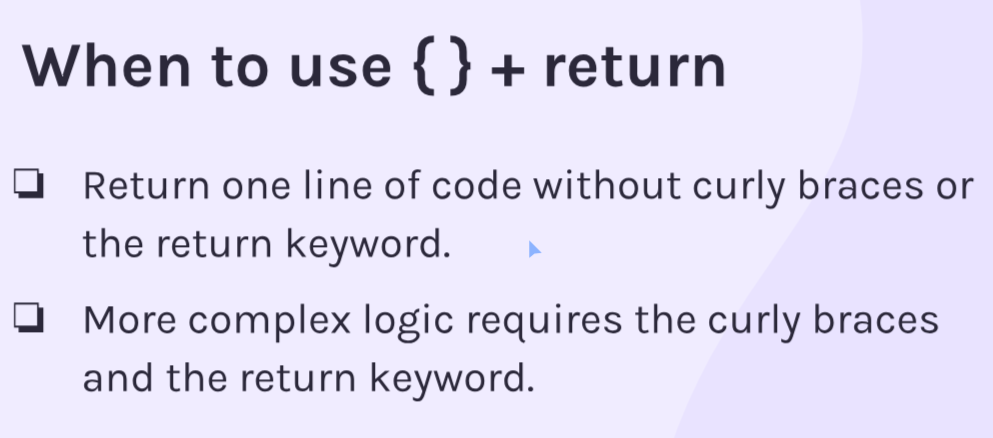 When to use { } + return
❏ Return one line of code without curly braces or
the return keyword.
❏ More complex logic requires the curly braces
and the return keyword.